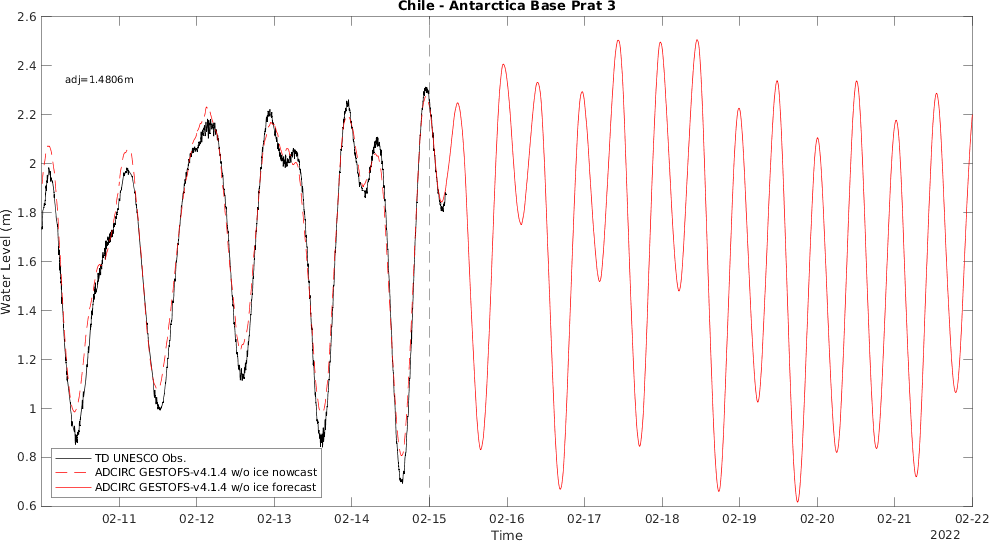 Chile - Antarctica Base Prat 3
adj=1.4806m
Water Level (m)
2.6
2.4
2.2
2
1.8
1.6
1.4
1.2
1
0.8
0.6
TD UNESCO Obs.
ADCIRC GESTOFS-v4.1.4 w/o ice nowcast
ADCIRC GESTOFS-v4.1.4 w/o ice forecast
02-11 02-12 02-13 02-14 02-15 02-16 02-17 02-18 02-19 02-20 02-21 02-22
Time
2022